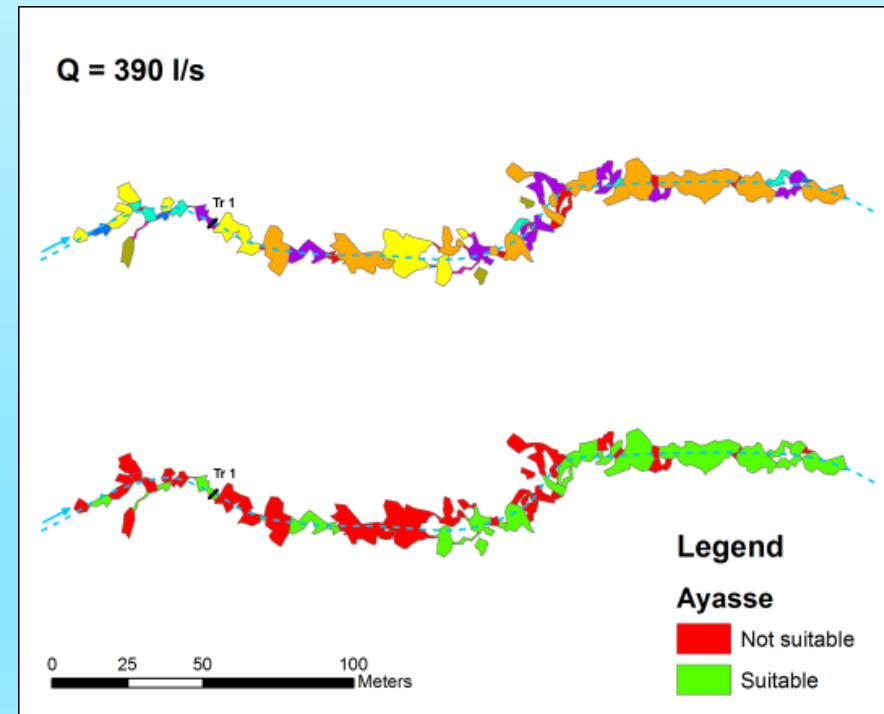 Q = 390 l/s
Tr 1
Tr 1
Legend
Ayasse
Not suitable
Suitable
0 25 50 100
Meters